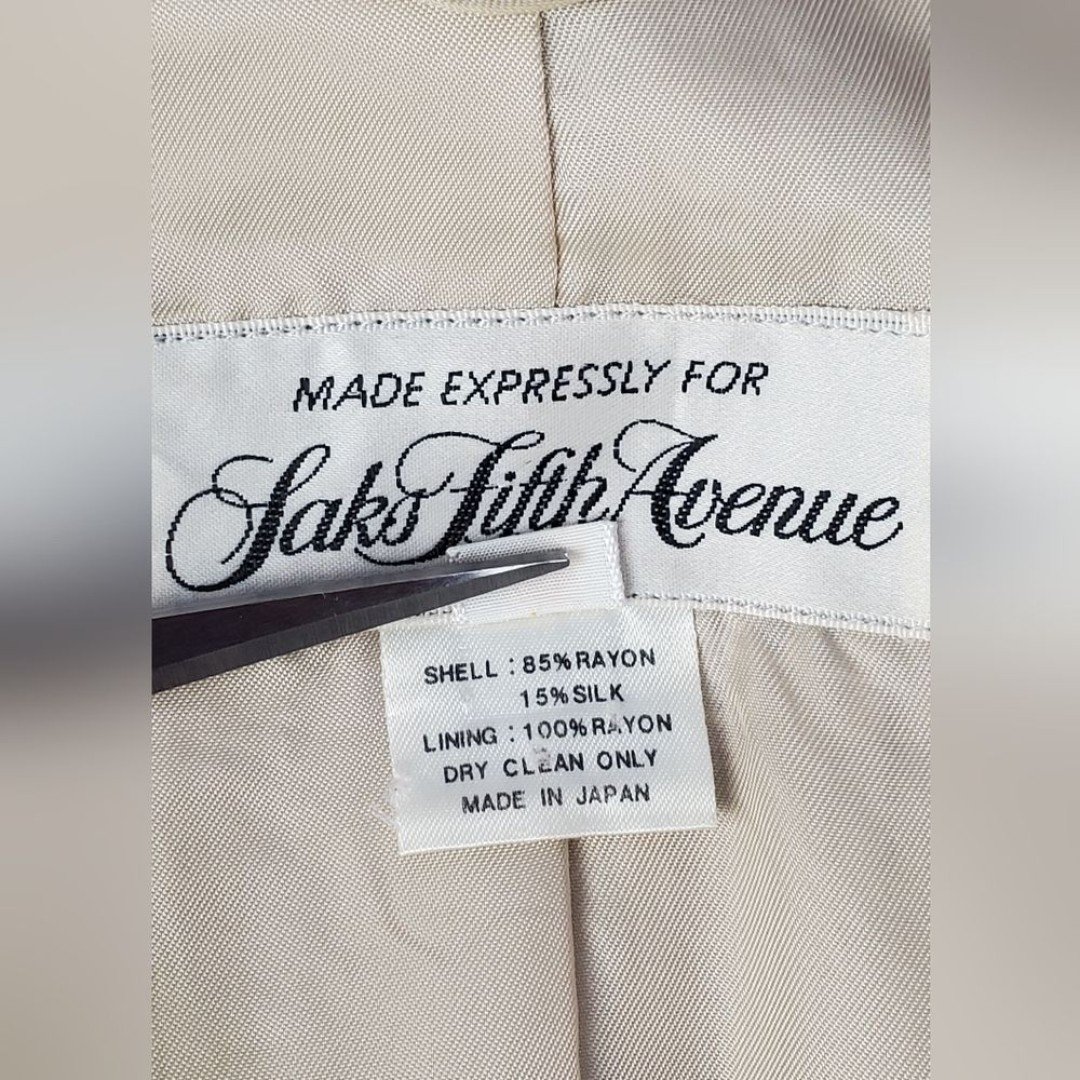 MADE EXPRESSLY FOR
Saks Fifth Avenue
SHELL : 85% RAYON
15% SILK
LINING : 100% RAYON
DRY CLEAN ONLY
MADE IN JAPAN